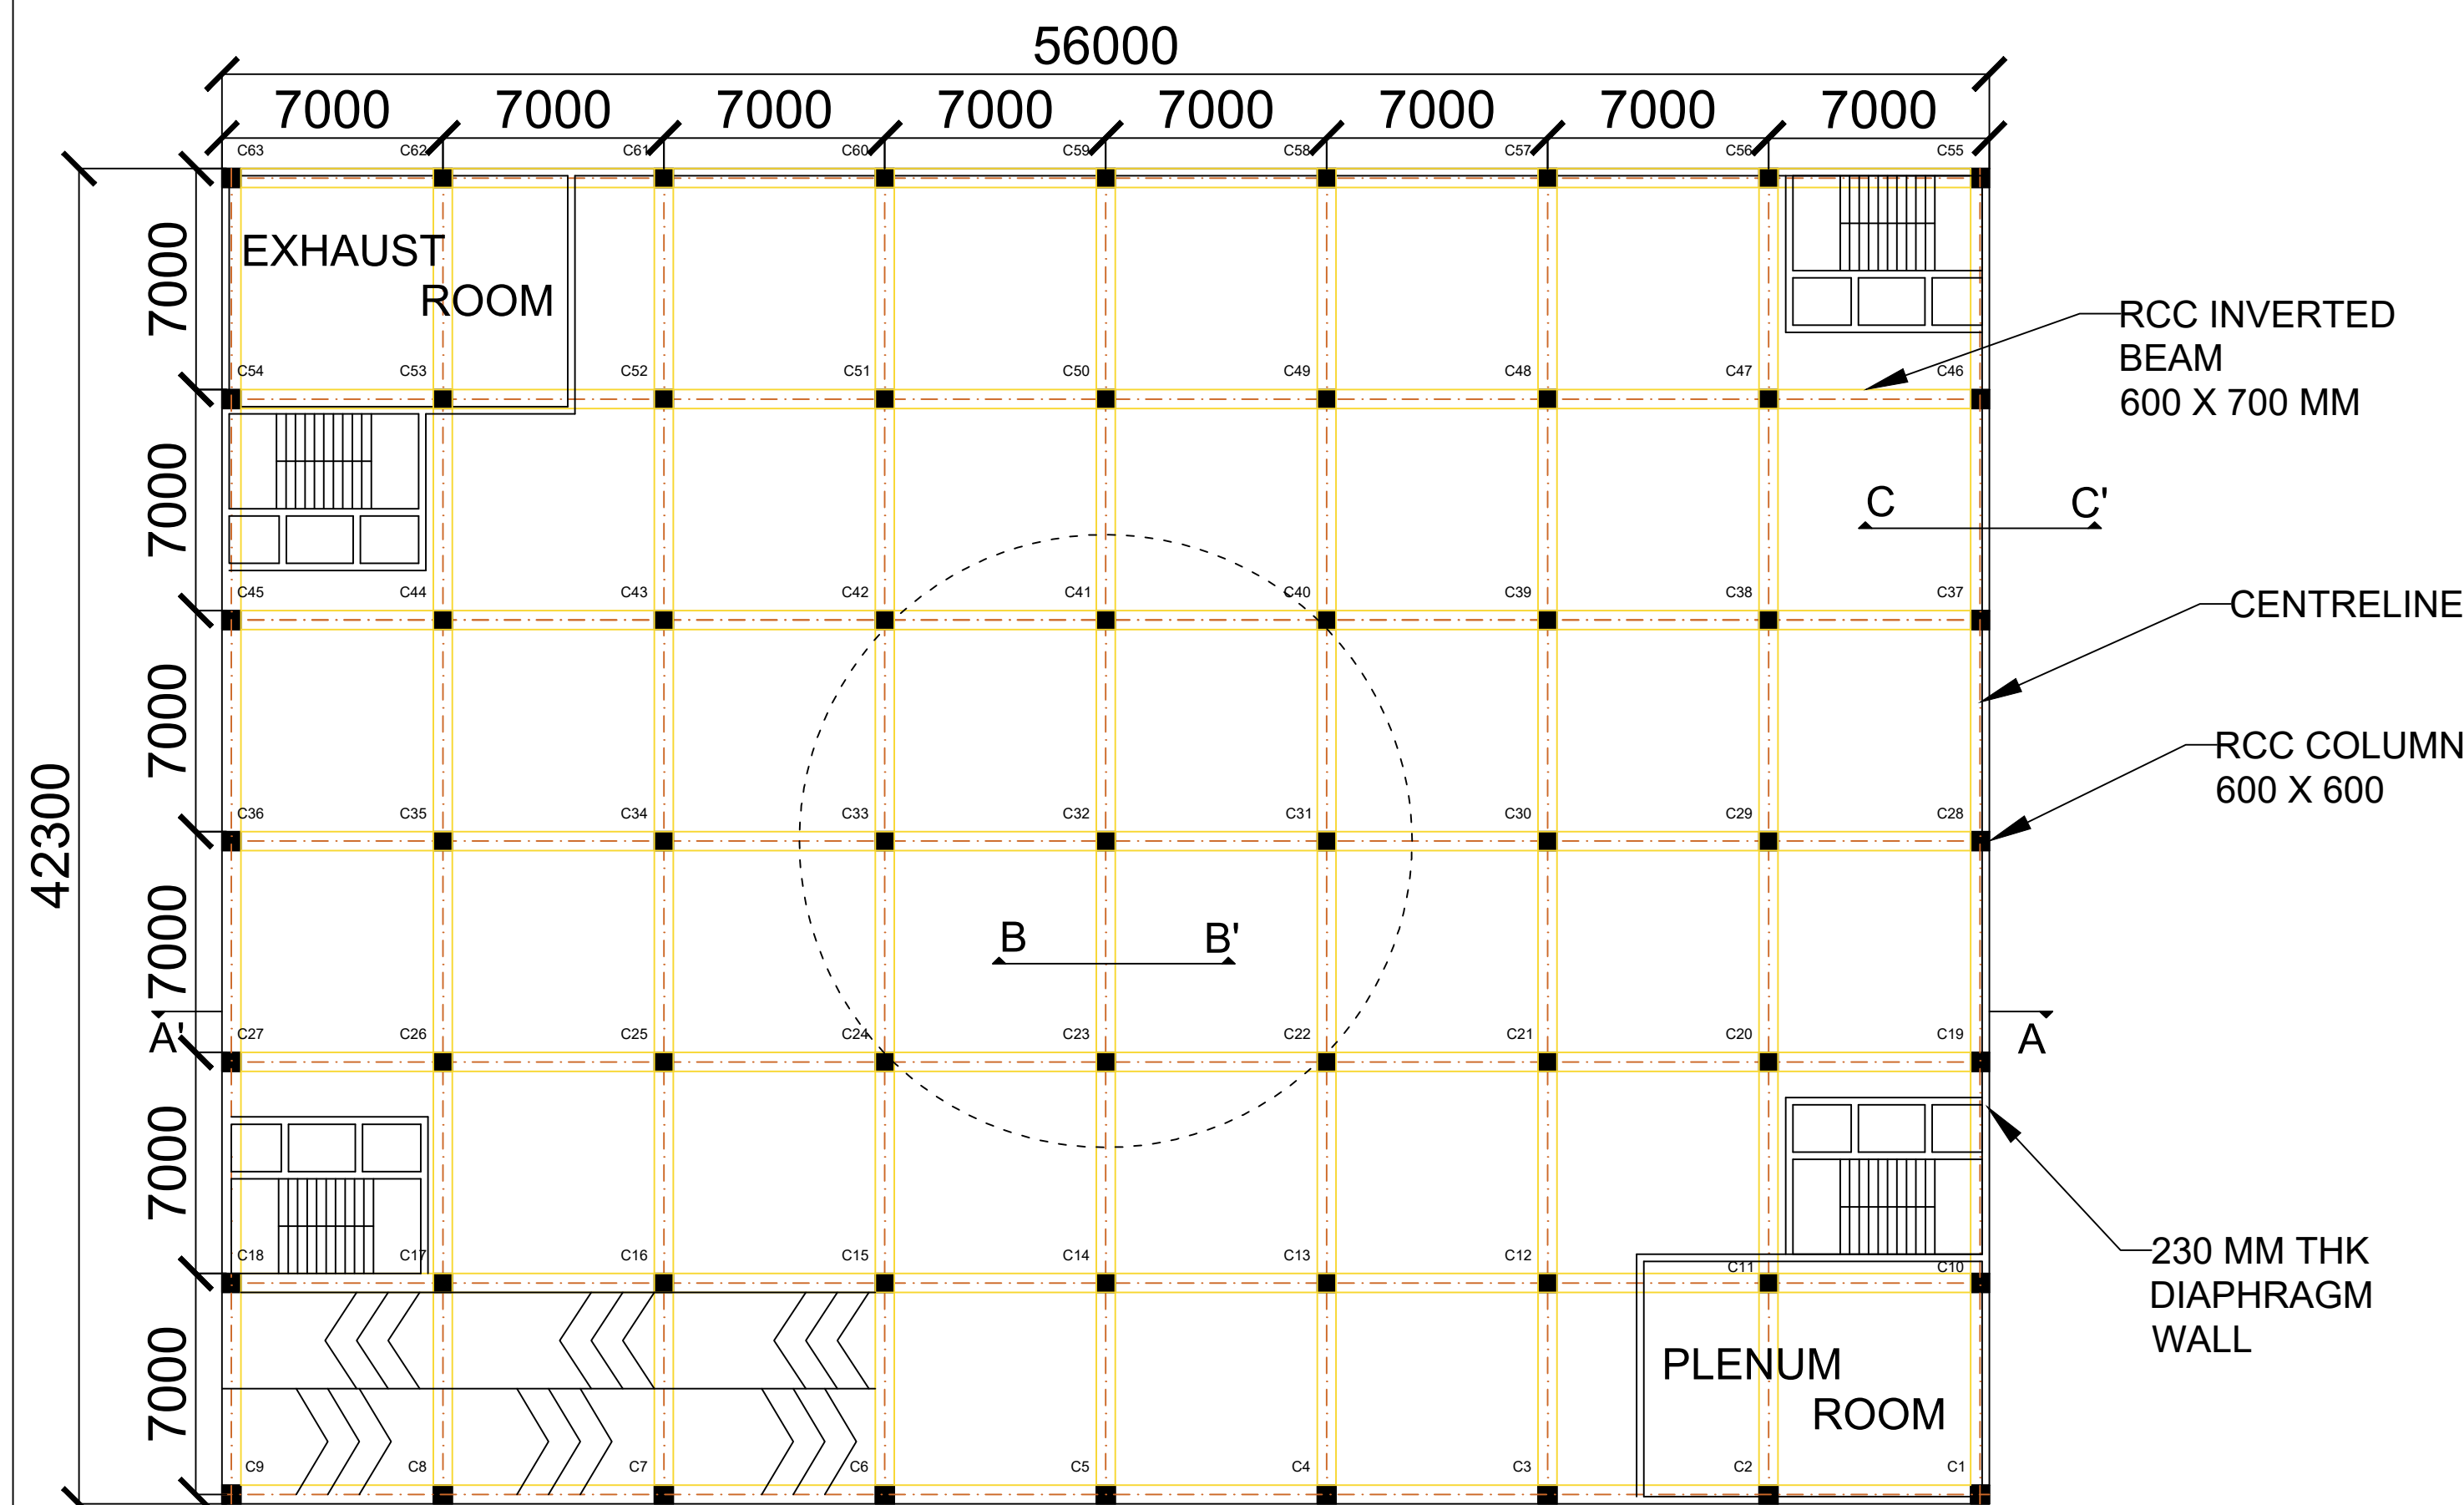 56000
7000 7000 7000 7000 7000 7000 7000 7000
C63 C62 C61 C60 C59 C58 C57 C56 C55
7000
EXHAUST
ROOM
RCC INVERTED
BEAM
600 X 700 MM
C54 C53 C52 C51 C50 C49 C48 C47 C46
7000
C C'
C45 C44 C43 C42 C41 C40 C39 C38 C37
CENTRELINE
7000
RCC COLUMN
600 X 600
C36 C35 C34 C33 C32 C31 C30 C29 C28
42300
7000
B B'
A' A
C27 C26 C25 C24 C23 C22 C21 C20 C19
7000
230 MM THK
DIAPHRAGM
WALL
C18 C17 C16 C15 C14 C13 C12 C11 C10
7000
PLENUM
ROOM
C9 C8 C7 C6 C5 C4 C3 C2 C1